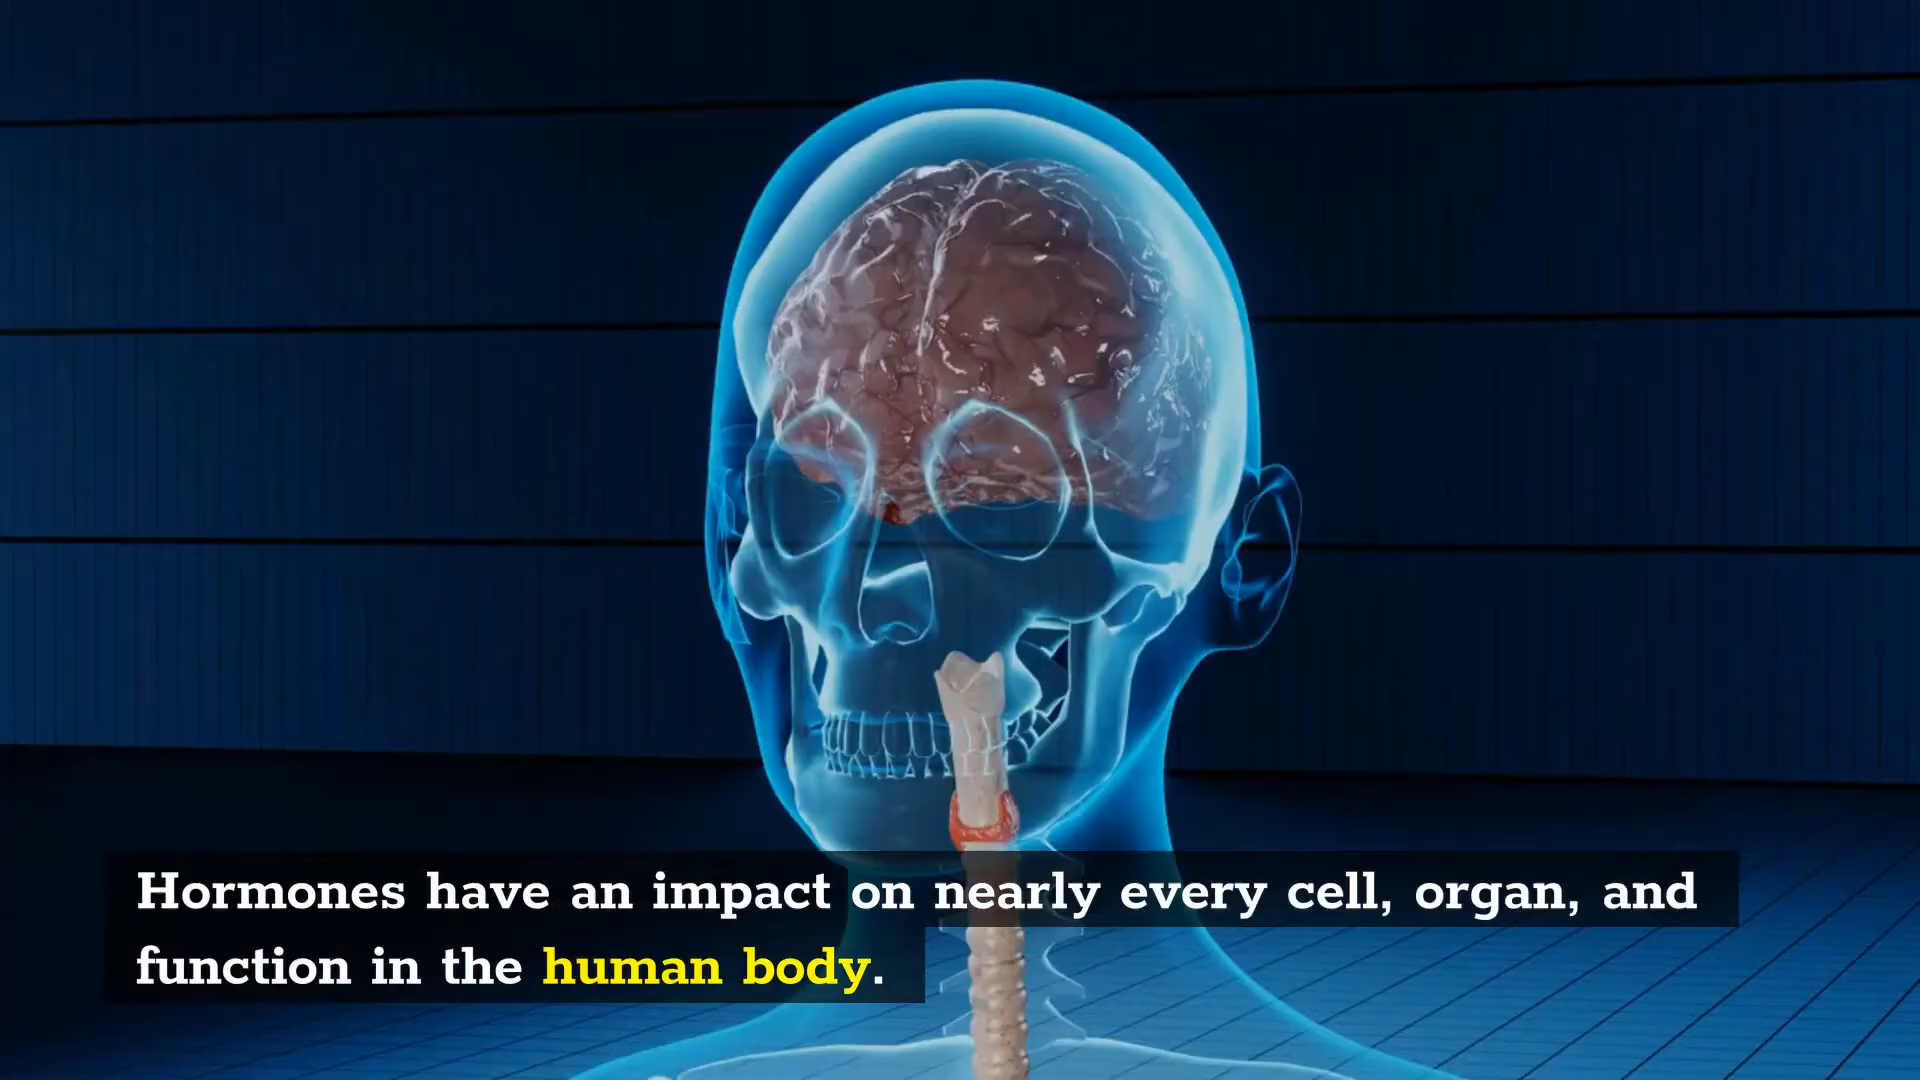 Hormones have an impact on nearly every cell, organ, and
function in the human body.